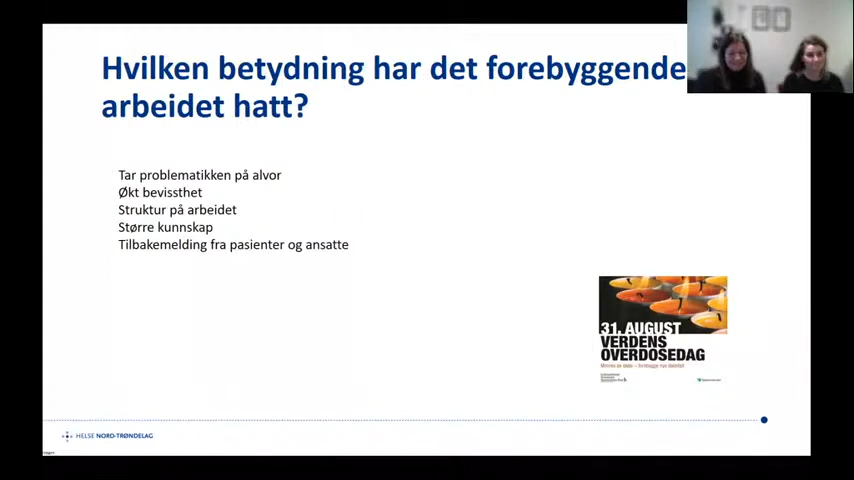 Hvilken betydning har det forebyggende
arbeidet hatt?
Tar problematikken på alvor
Økt bevissthet
Struktur på arbeidet
Større kunnskap
Tilbakemelding fra pasienter og ansatte
31. AUGUST
VERDENS
OVERDOSEDAG
HELSE NORD-TRØNDELAG